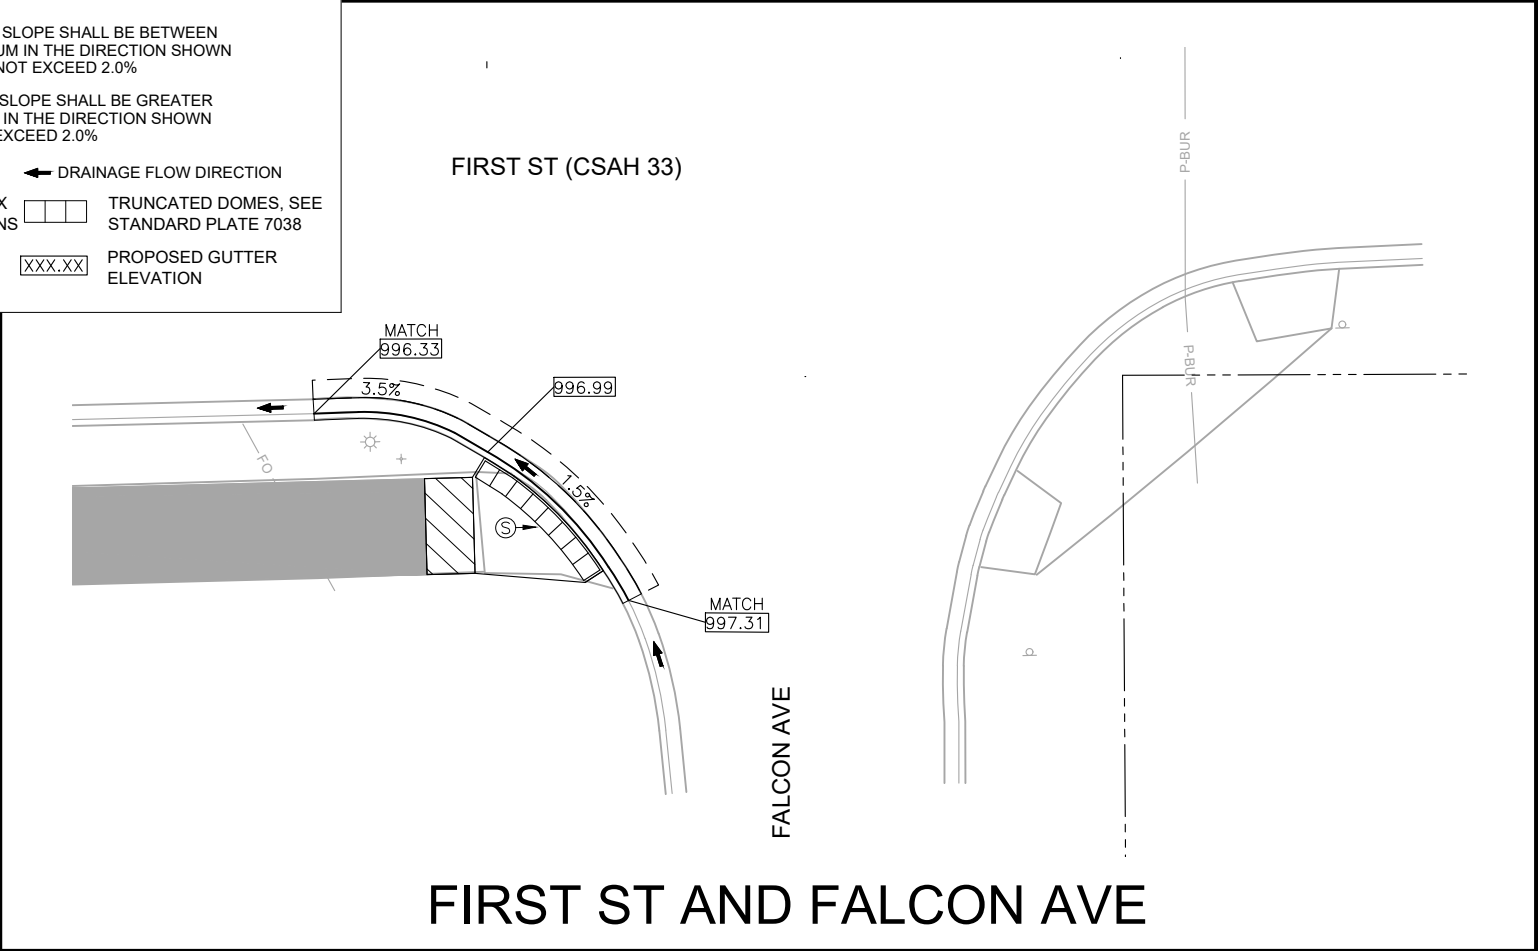 SLOPE SHALL BE BETWEEN
UM IN THE DIRECTION SHOWN
NOT EXCEED 2.0%
SLOPE SHALL BE GREATER
IN THE DIRECTION SHOWN
EXCEED 2.0%
DRAINAGE FLOW DIRECTION
X
NS
TRUNCATED DOMES, SEE
STANDARD PLATE 7038
XXX.XX
PROPOSED GUTTER
ELEVATION
FIRST ST (CSAH 33)
P-BUR
P-BUR
MATCH
996.33
3.5%
996.99
FO
1.5%
S
MATCH
997.31
FALCON AVE
FIRST ST AND FALCON AVE